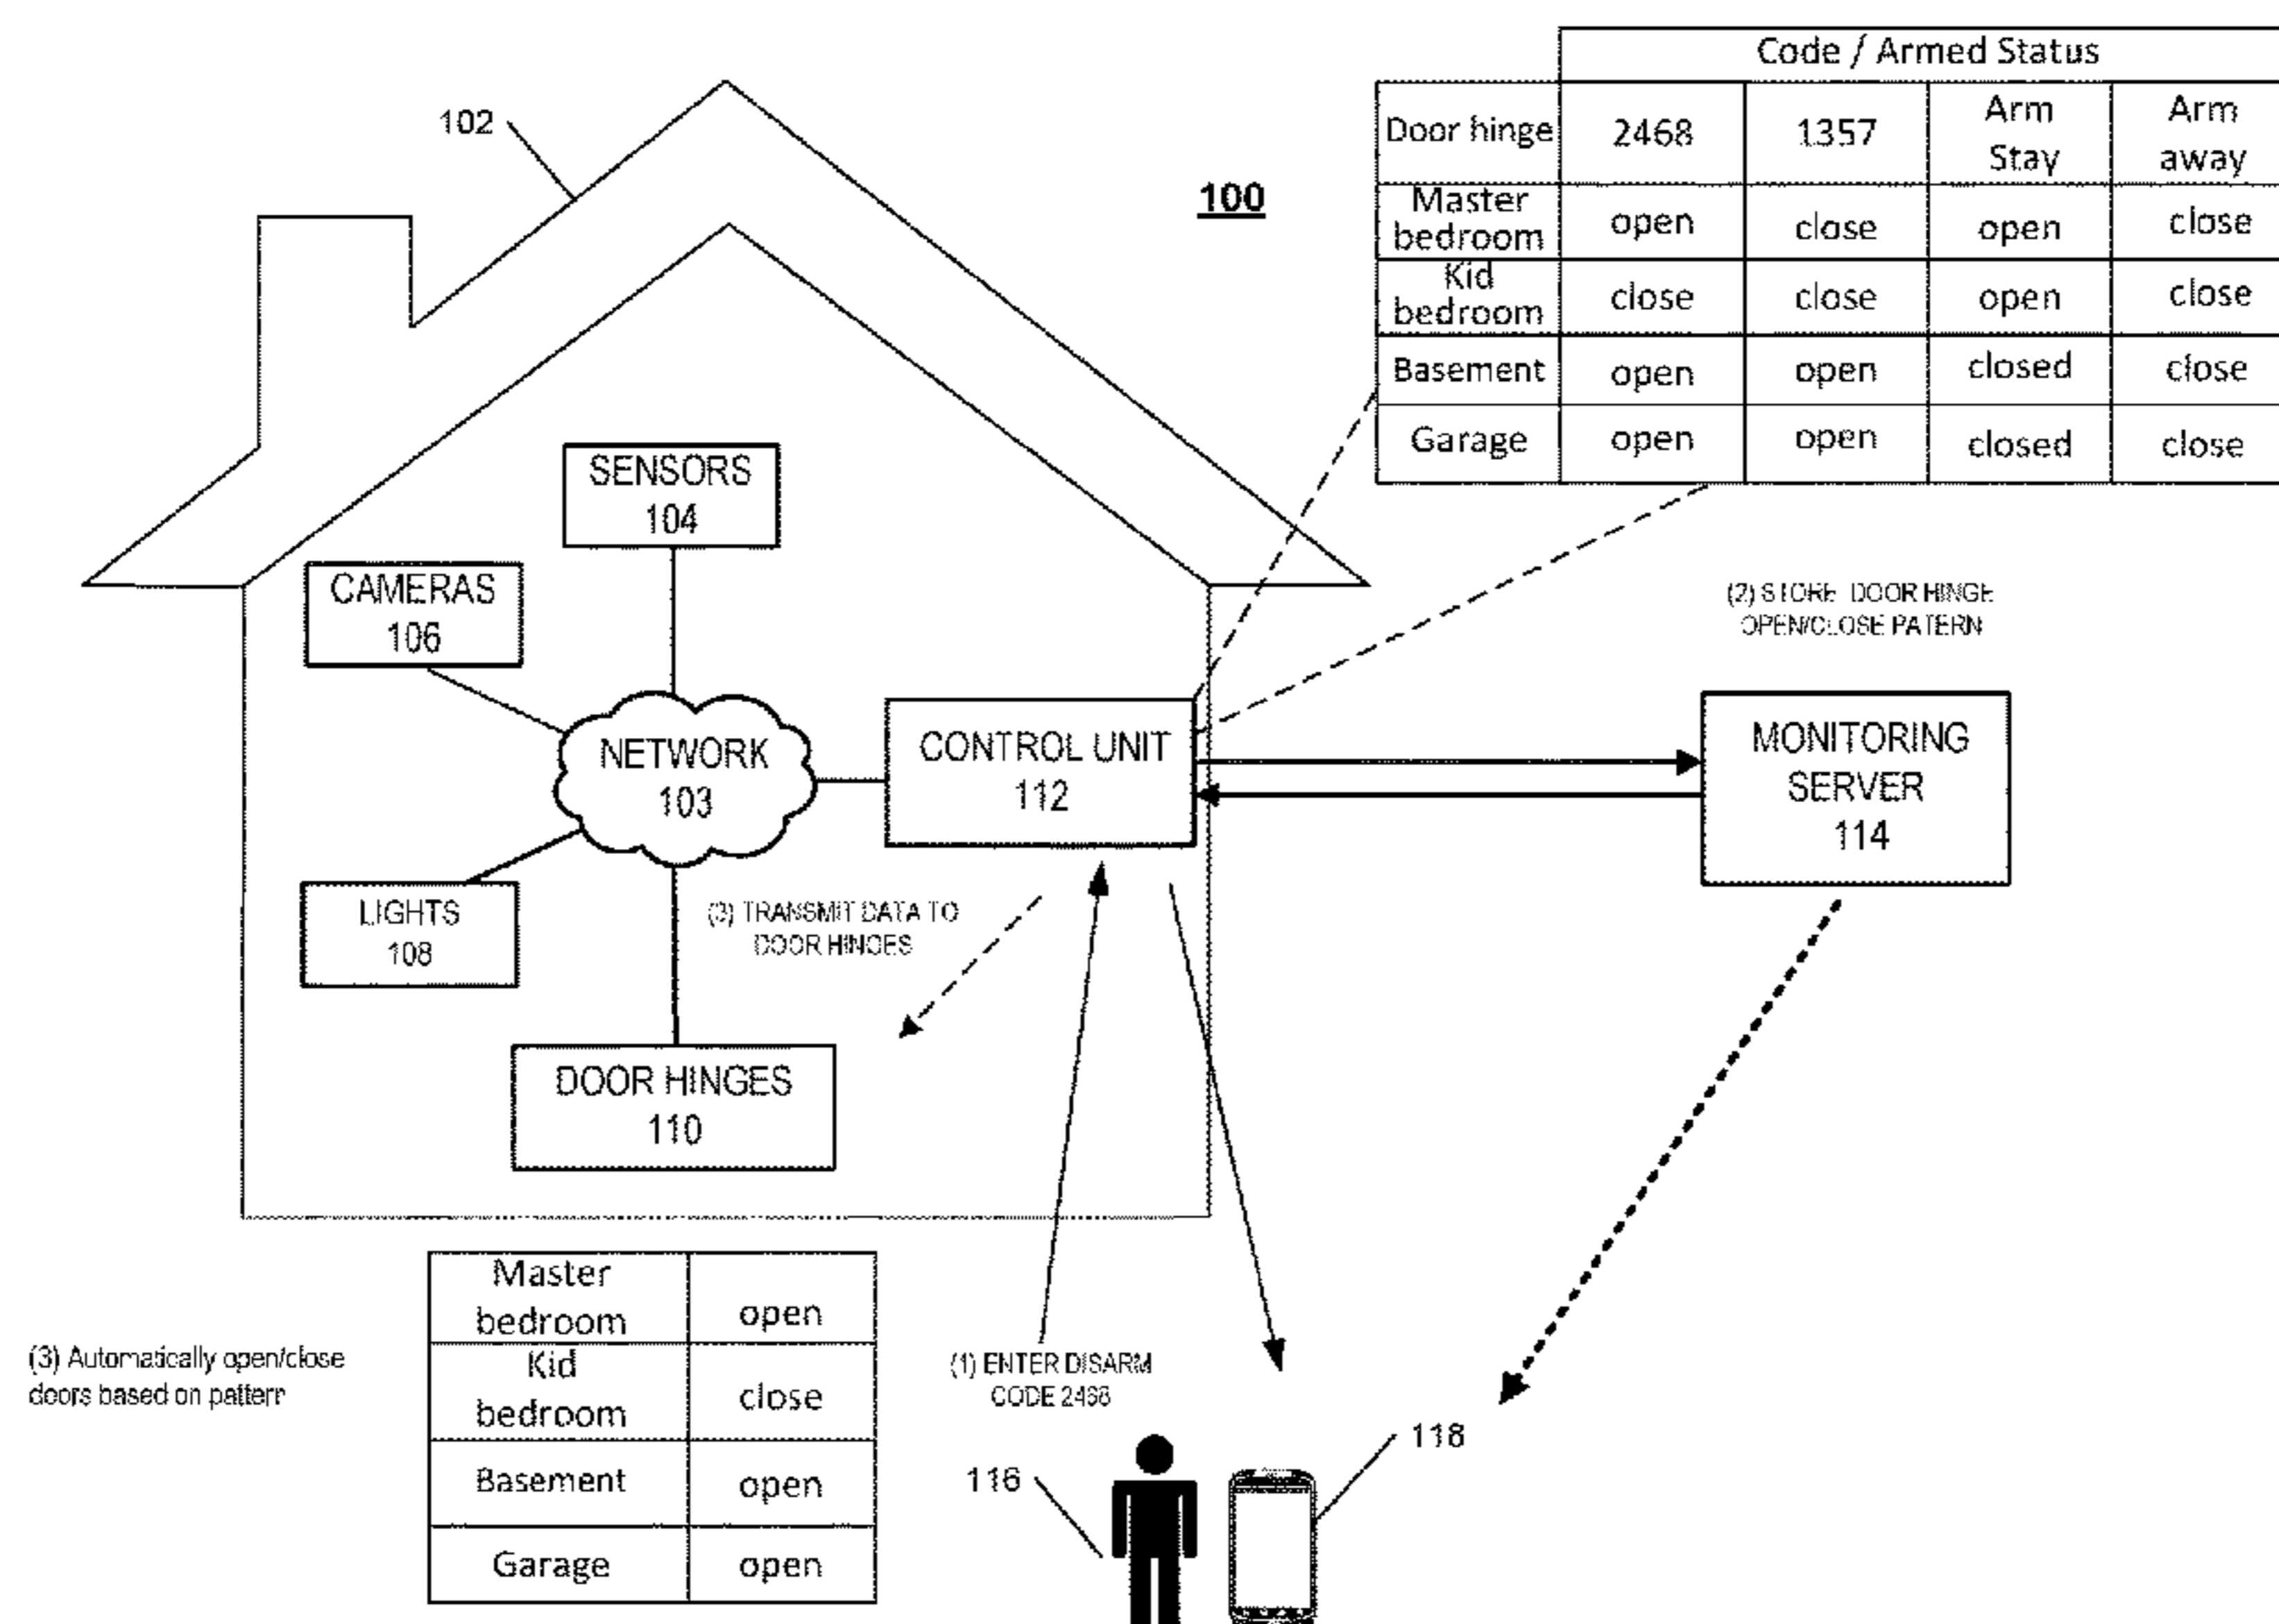 Code / Armed Status
Door hinge 2468 1357 Arm Stay Arm away
Master bedroom open close open close
Kid bedroom close close open close
Basement open open closed close
Garage open open closed close
102
100
SENSORS
104
CAMERAS
106
(2) STORE DOOR HINGE
OPEN/CLOSE PATERN
NETWORK
103
CONTROL UNIT
112
MONITORING
SERVER
114
LIGHTS
108
(3) TRANSMIT DATA TO
DOOR HINGES
DOOR HINGES
110
(3) Automatically open/close
doors based on pattern
Master bedroom open
Kid bedroom close
Basement open
Garage open
(1) ENTER DISARM
CODE 2468
116
118